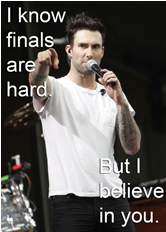 I know
finals
are
hard.
But I
believe
in you.